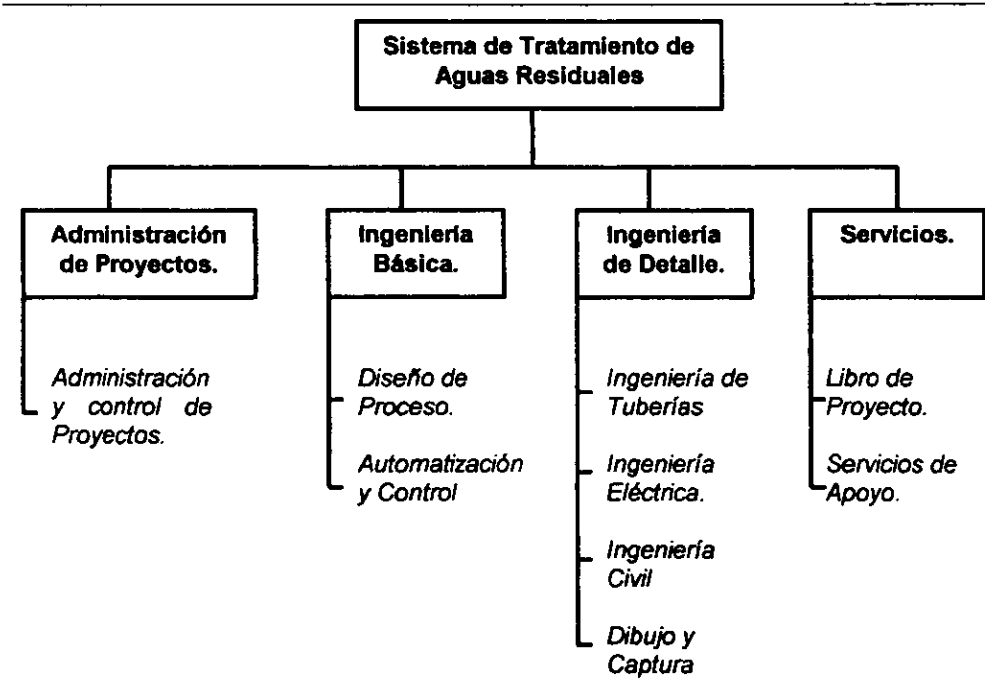 Sistema de Tratamiento de
Aguas Residuales
Administración
de Proyectos.
Administración
y control de
Proyectos.
Ingeniería
Básica.
Diseño de
Proceso.
Automatización
y Control
Ingeniería
de Detalle.
Ingeniería de
Tuberías
Ingeniería
Eléctrica.
Ingeniería
Civil
Dibujo y
Captura
Servicios.
Libro de
Proyecto.
Servicios de
Apoyo.